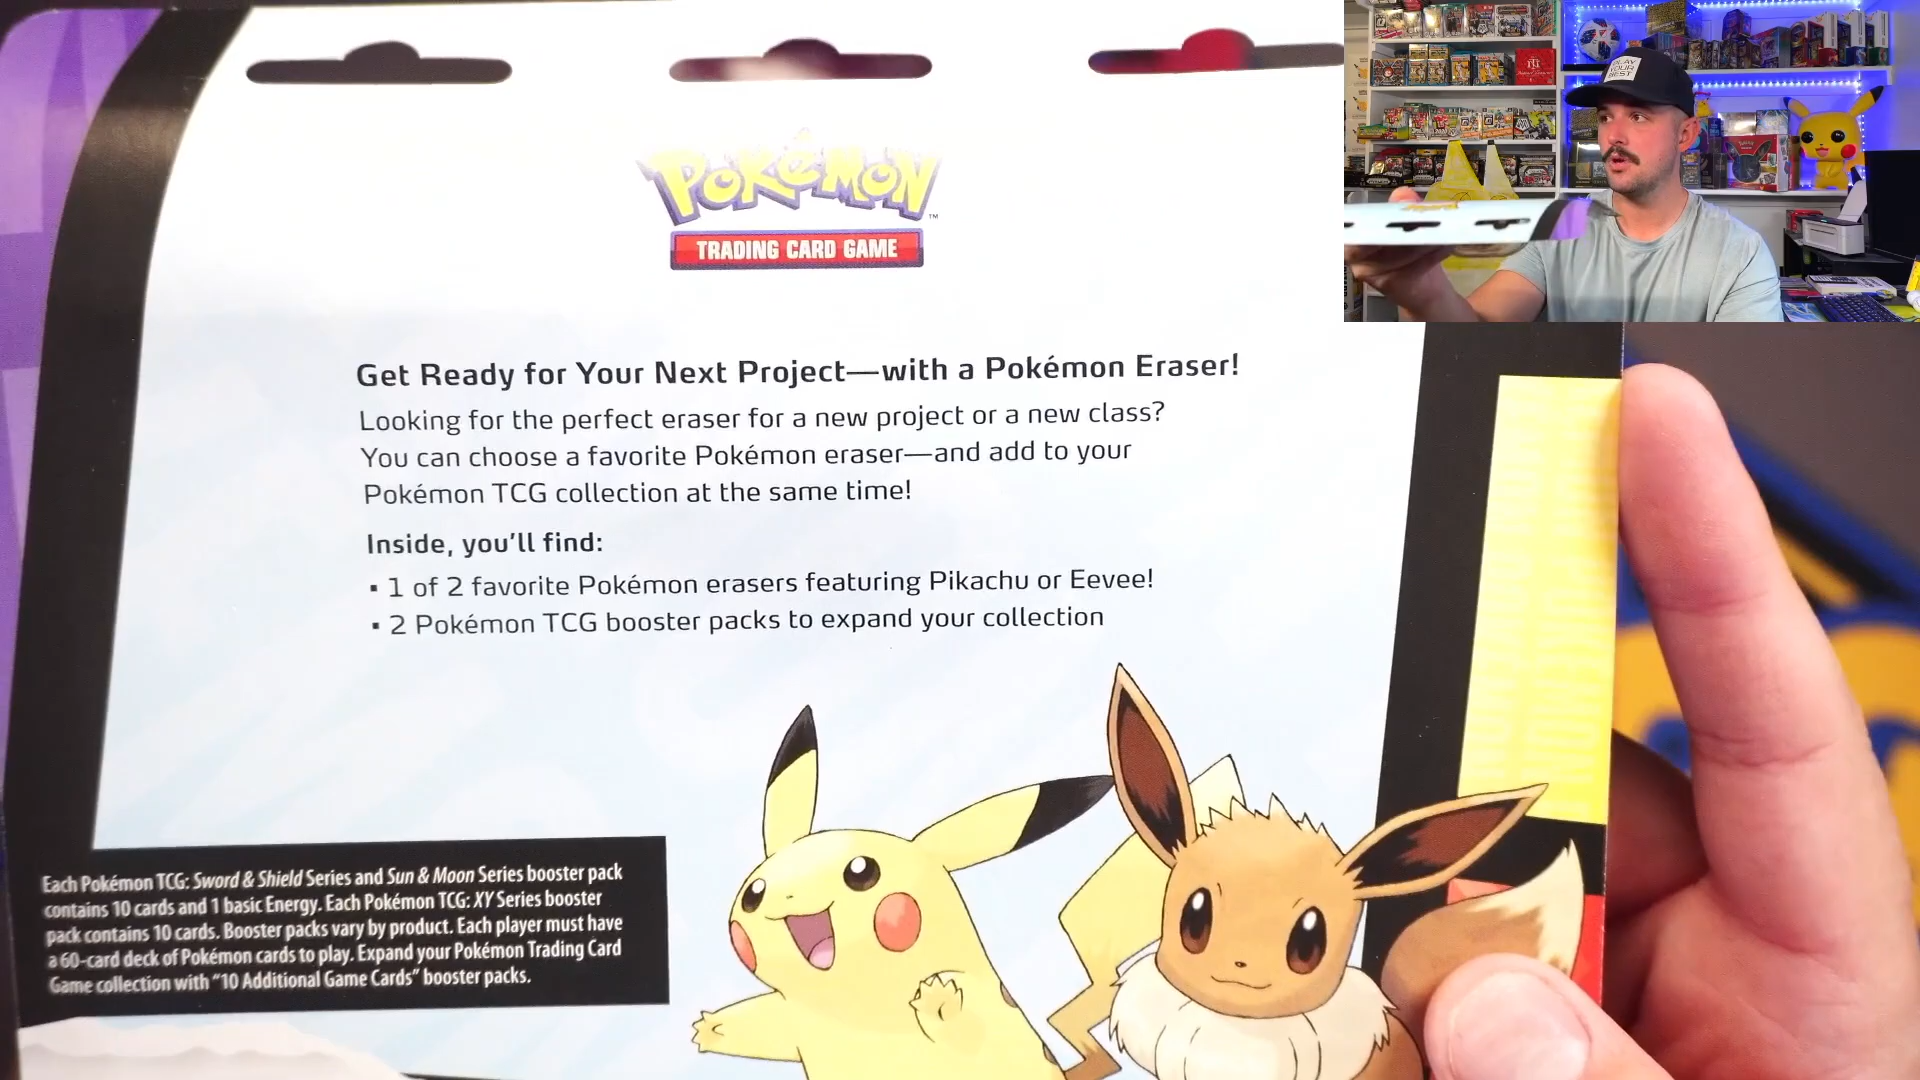 POKéMON
™
TRADING CARD GAME
Get Ready for Your Next Project—with a Pokémon Eraser!
Looking for the perfect eraser for a new project or a new class?
You can choose a favorite Pokémon eraser—and add to your
Pokémon TCG collection at the same time!
Inside, you'll find:
▪ 1 of 2 favorite Pokémon erasers featuring Pikachu or Eevee!
▪ 2 Pokémon TCG booster packs to expand your collection
Each Pokémon TCG: Sword & Shield Series and Sun & Moon Series booster pack
contains 10 cards and 1 basic Energy. Each Pokémon TCG: XY Series booster
pack contains 10 cards. Booster packs vary by product. Each player must have
a 60-card deck of Pokémon cards to play. Expand your Pokémon Trading Card
Game collection with "10 Additional Game Cards" booster packs.
PLAY
YOUR
BEST